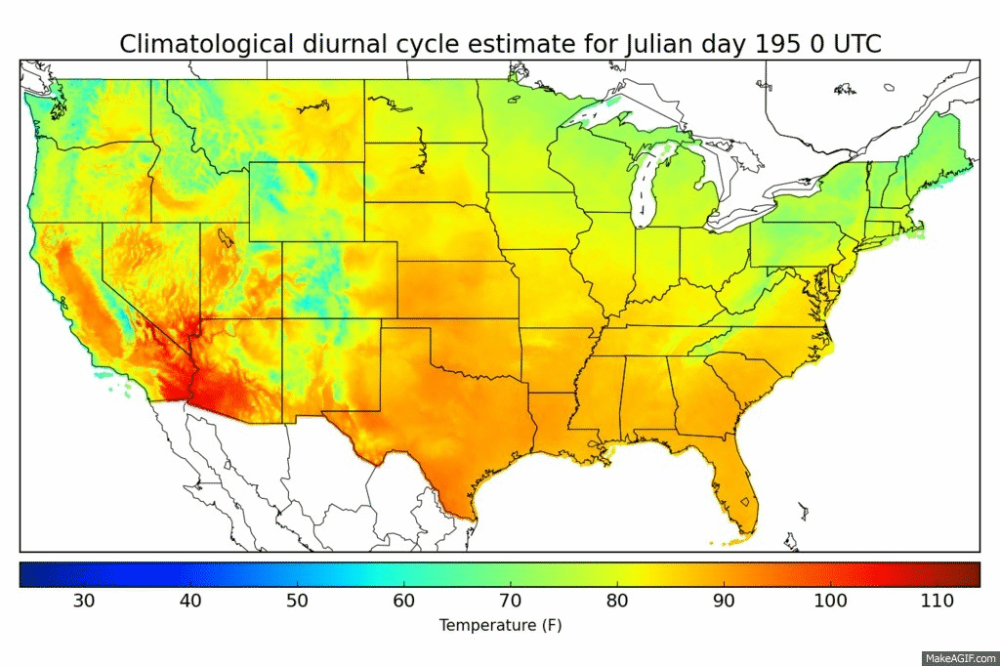 Climatological diurnal cycle estimate for Julian day 195 0 UTC
30 40 50 60 70 80 90 100 110
Temperature (F)
MakeAGIF.com